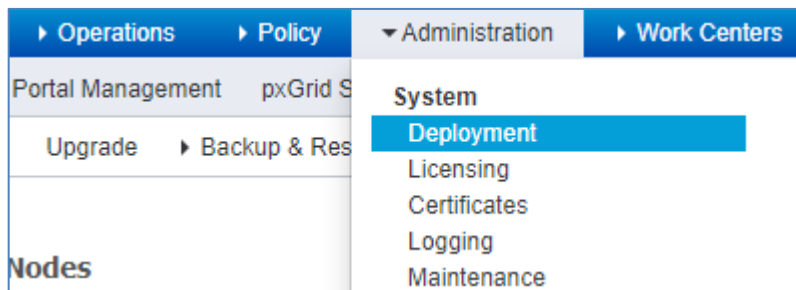 Operations Policy Administration Work Centers
Portal Management pxGrid S
System
Deployment
Upgrade Backup & Res
Licensing
Certificates
Logging
Nodes
Maintenance